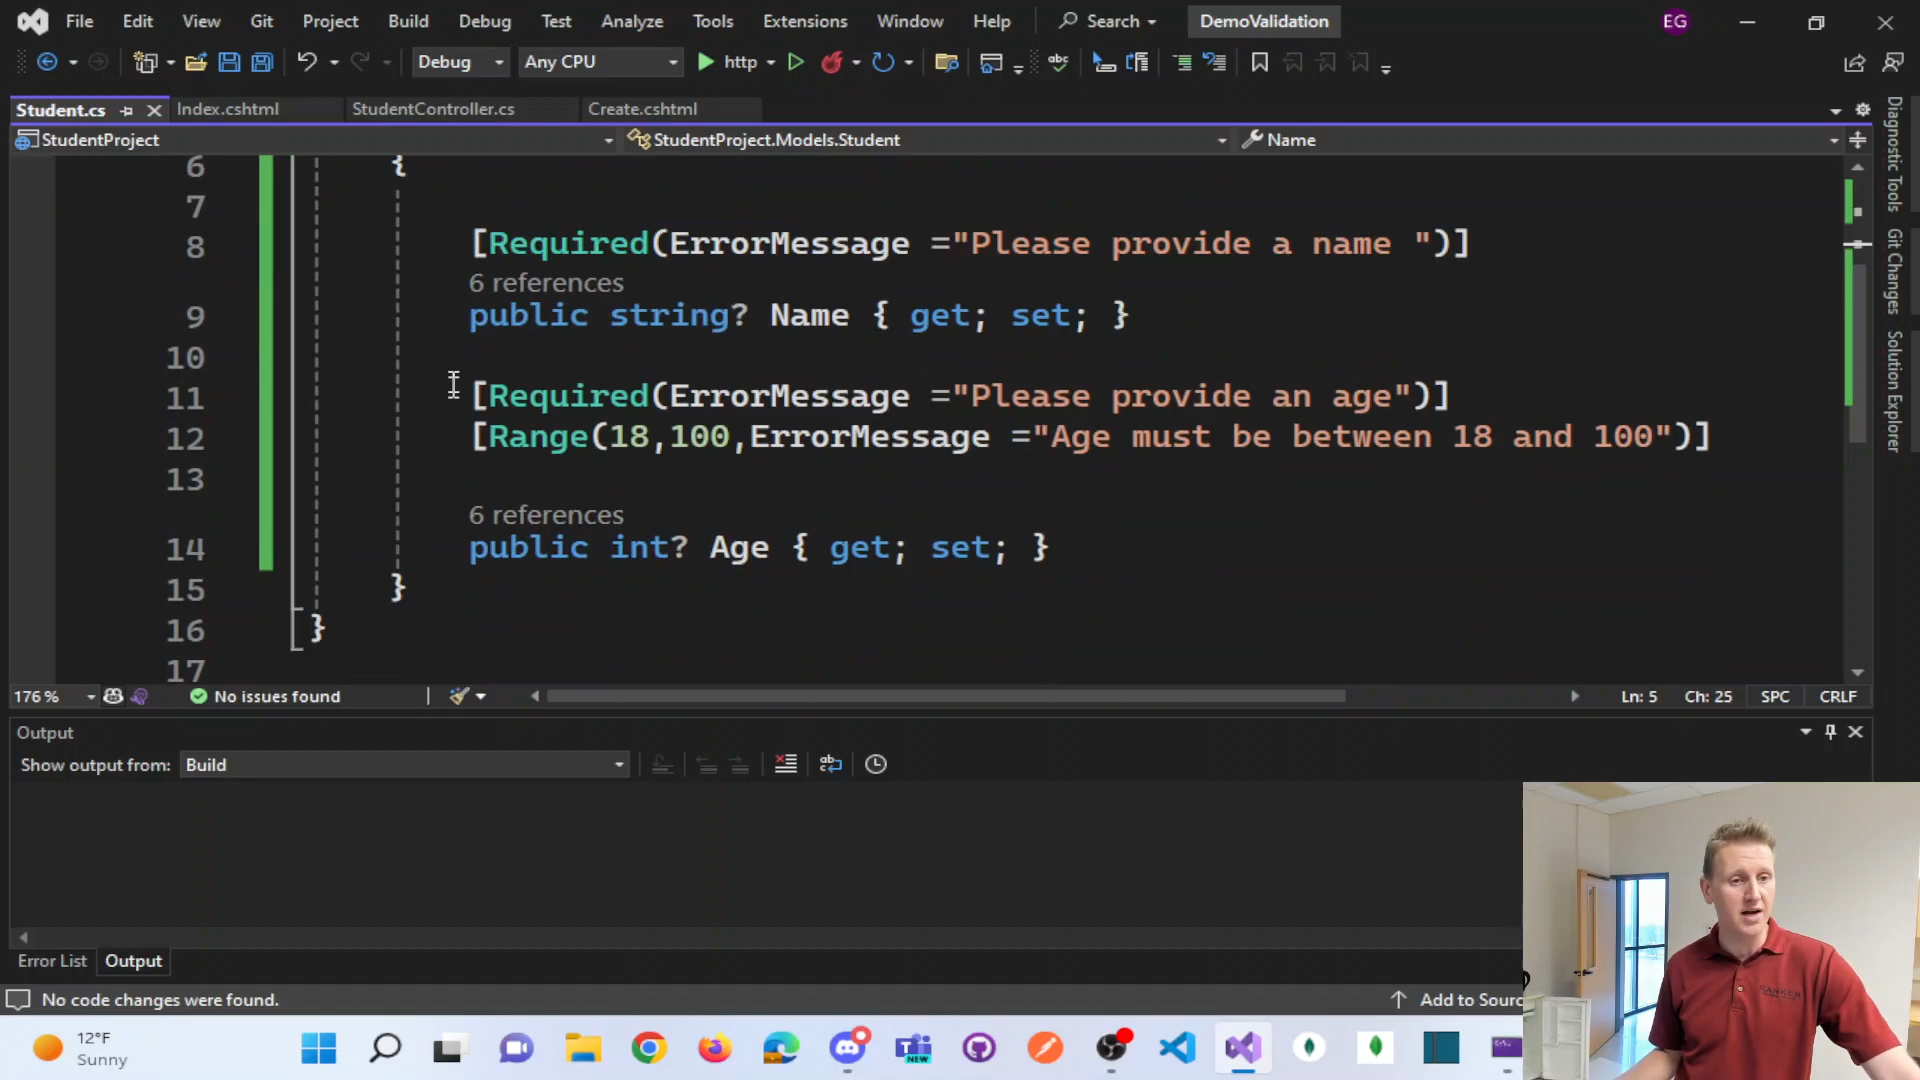 File Edit View Git Project Build Debug Test Analyze Tools Extensions Window Help Search DemoValidation EG
Debug Any CPU http
Student.cs Index.cshtml StudentController.cs Create.cshtml
StudentProject StudentProject.Models.Student Name
6 {
7
8 [Required(ErrorMessage ="Please provide a name ")]
6 references
9 public string? Name { get; set; }
10
11 [Required(ErrorMessage ="Please provide an age")]
12 [Range(18,100,ErrorMessage ="Age must be between 18 and 100")]
13
6 references
14 public int? Age { get; set; }
15 }
16 }
17
176 % No issues found Ln: 5 Ch: 25 SPC CRLF
Output
Show output from: Build
Error List Output
No code changes were found. Add to Sourc
12°F
Sunny
NEW
Diagnostic Tools
Git Changes
Solution Explorer
RANKEN